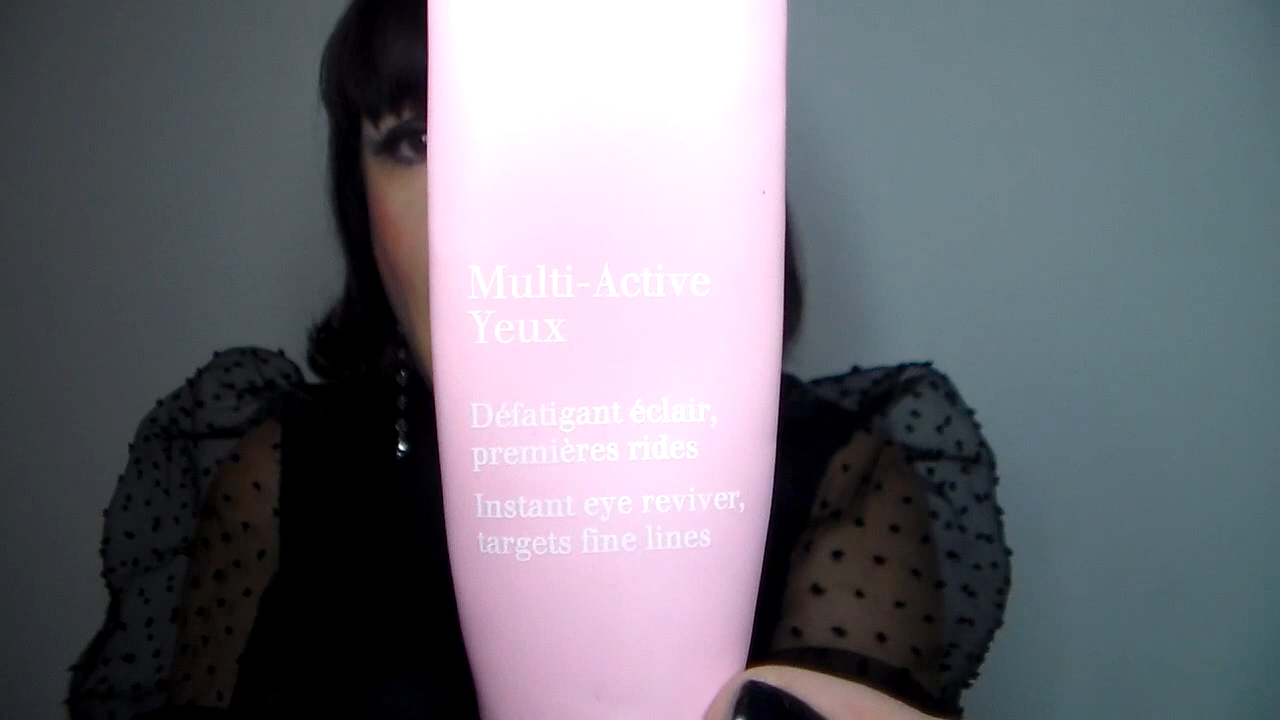 Multi-Active
Yeux
Défatigant éclair,
premières rides
Instant eye reviver,
targets fine lines